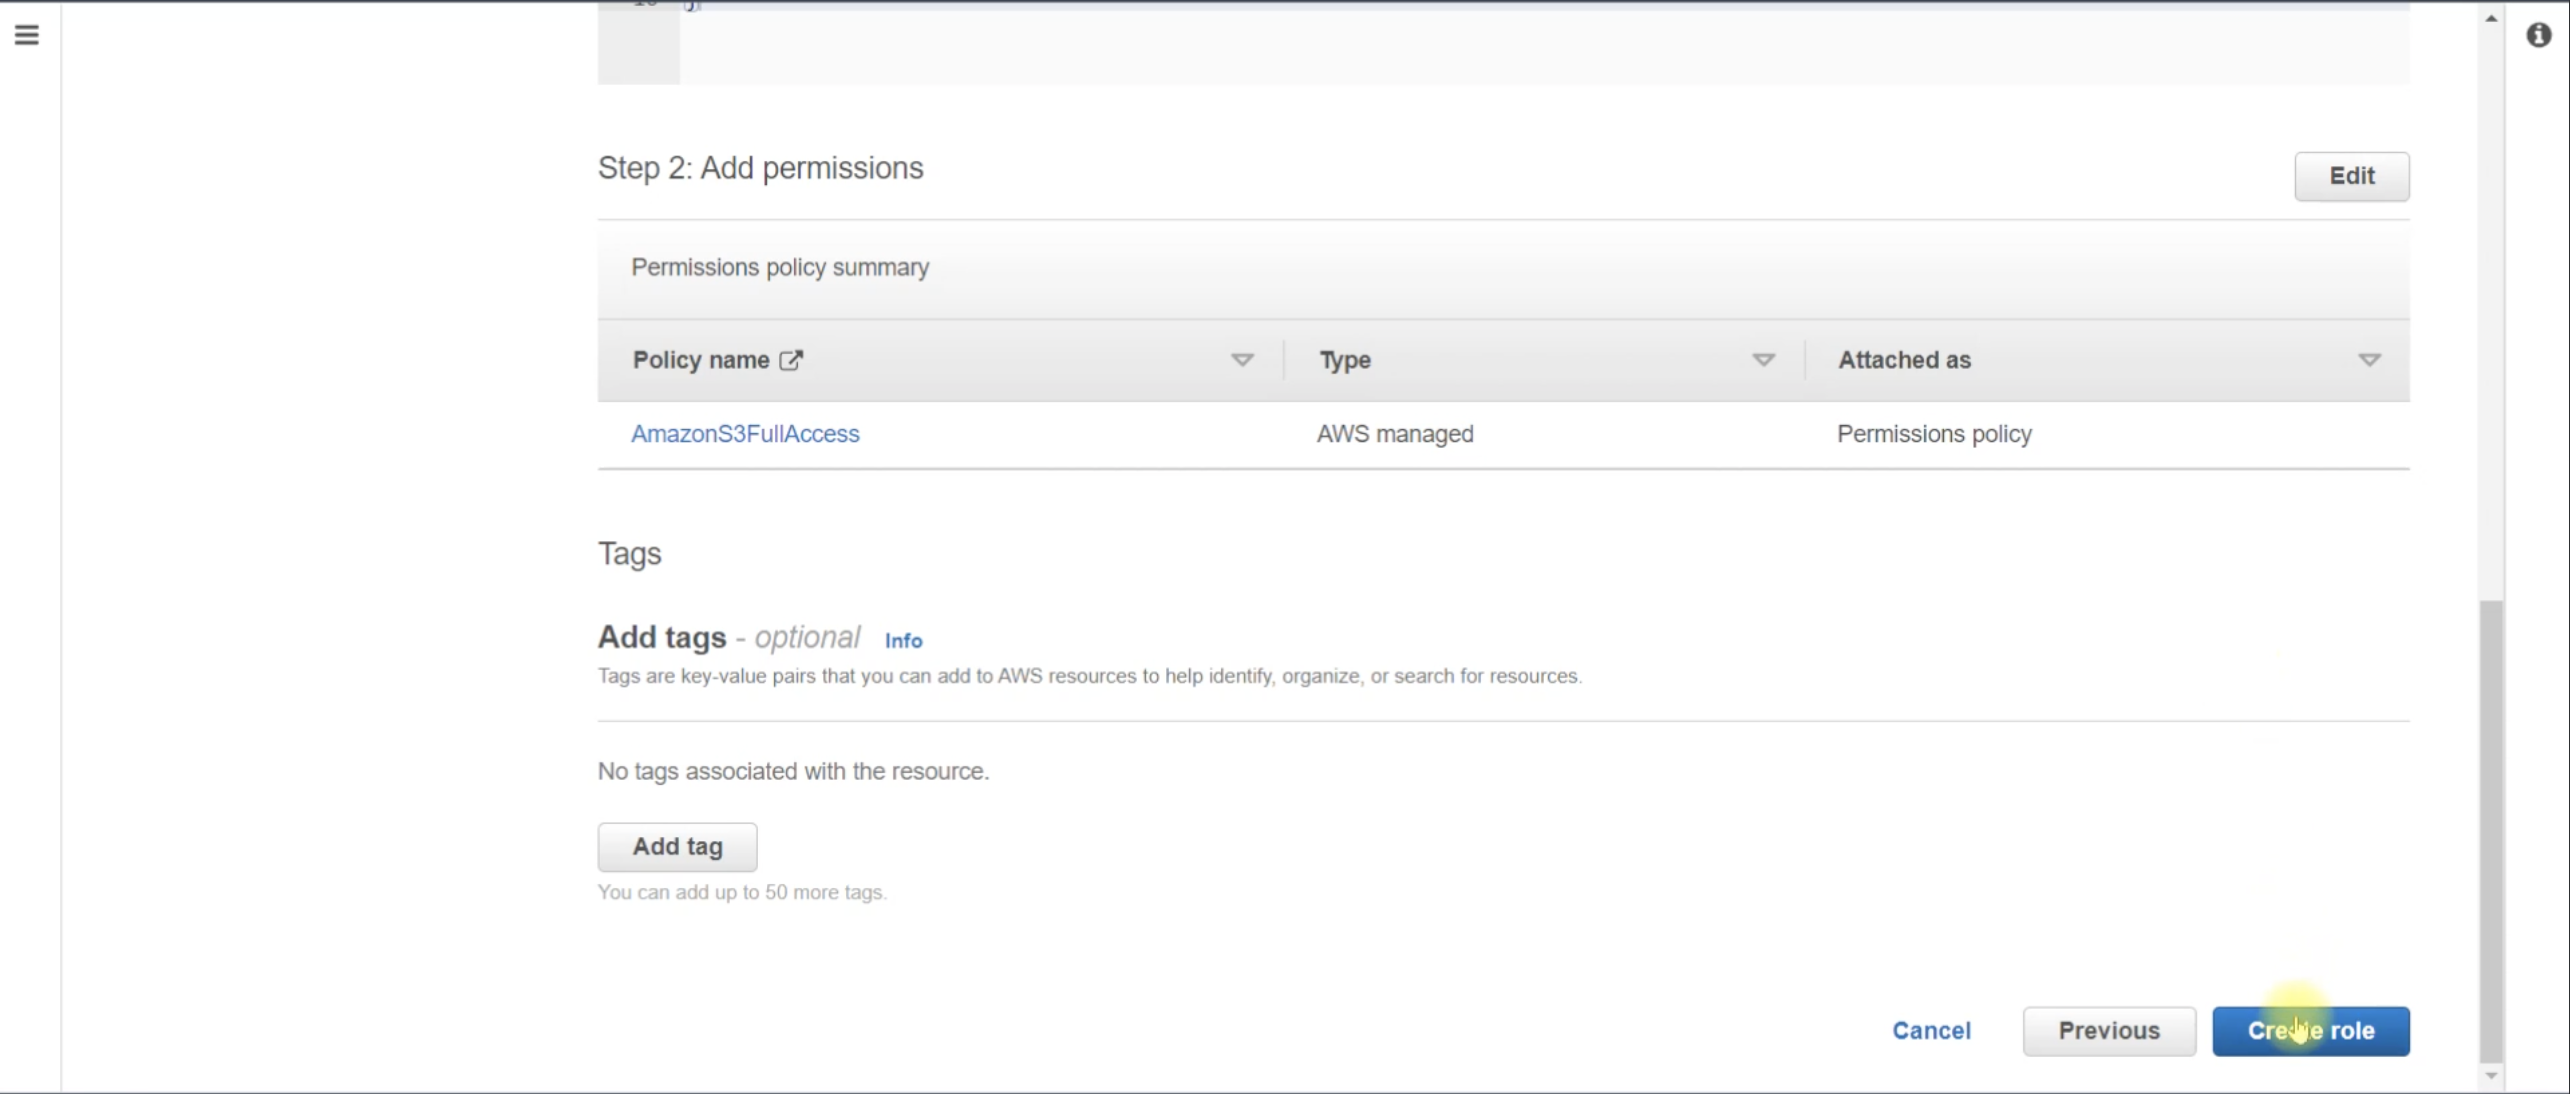 Step 2: Add permissions
Edit
Permissions policy summary
Policy name Type Attached as
AmazonS3FullAccess AWS managed Permissions policy
Tags
Add tags - optional Info
Tags are key-value pairs that you can add to AWS resources to help identify, organize, or search for resources.
No tags associated with the resource.
Add tag
You can add up to 50 more tags.
Cancel Previous Create role